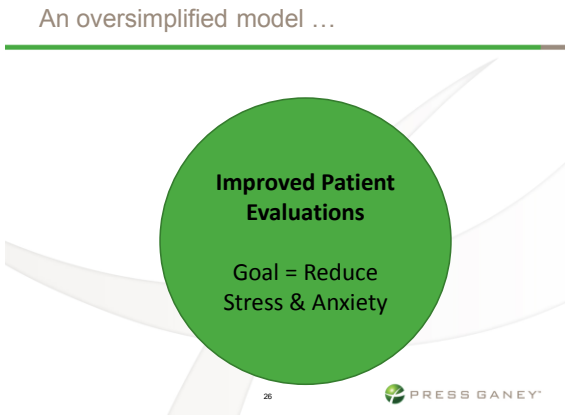 An oversimplified model …
Improved Patient
Evaluations
Goal = Reduce
Stress & Anxiety
26
PRESS GANEY